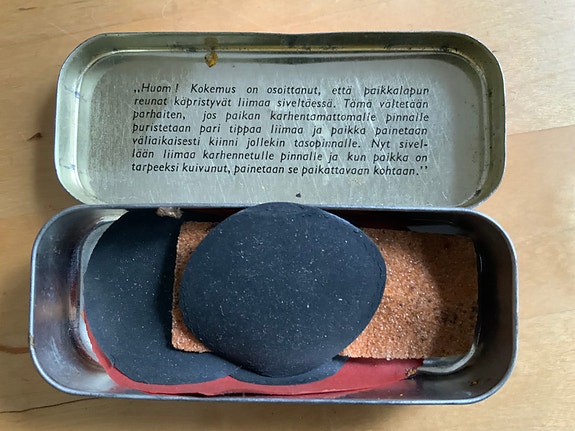 „Huom! Kokemus on osoittanut, että paikkalapun
reunat käpristyvät liimaa siveltäessä. Tämä vältetään
parhaiten, jos paikan karhentamattomalle pinnalle
puristetaan pari tippaa liimaa ja paikka painetaan
väliaikaisesti kiinni jollekin tasopinnalle. Nyt sivel-
lään liimaa karhennetulle pinnalle ja kun paikka on
tarpeeksi kuivunut, painetaan se paikattavaan kohtaan.”